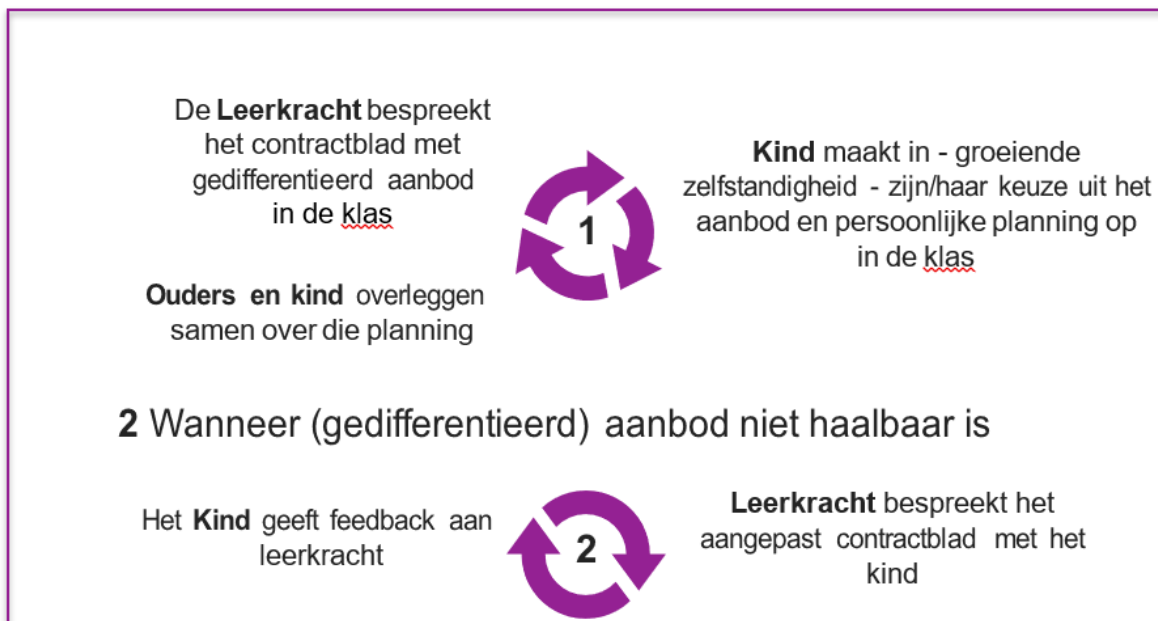 De Leerkracht bespreekt
het contractblad met
gedifferentieerd aanbod
in de klas
1
Kind maakt in - groeiende
zelfstandigheid - zijn/haar keuze uit het
aanbod en persoonlijke planning op
in de klas
Ouders en kind overleggen
samen over die planning
2 Wanneer (gedifferentieerd) aanbod niet haalbaar is
Het Kind geeft feedback aan
leerkracht
2
Leerkracht bespreekt het
aangepast contractblad met het
kind